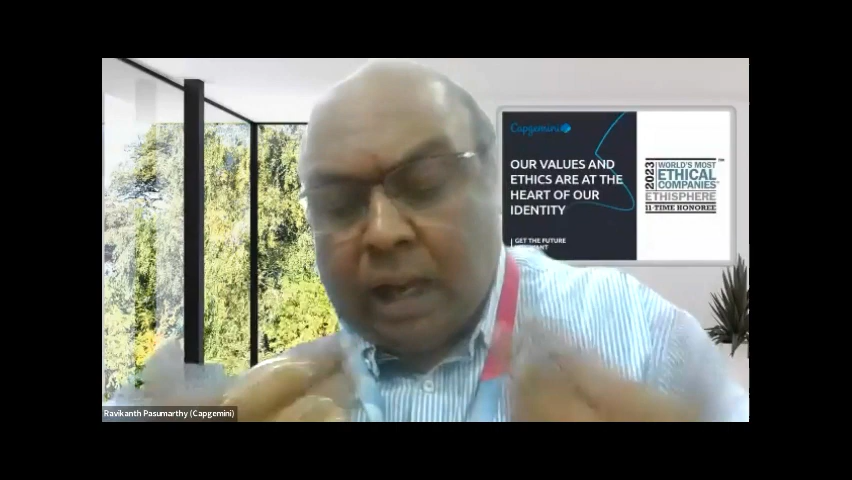 Capgemini
OUR VALUES AND
ETHICS ARE AT THE
HEART OF OUR
IDENTITY
GET THE FUTURE
2023
WORLD'S MOST
ETHICAL
COMPANIES
ETHISPHERE
11-TIME HONOREE
Ravikanth Pasumarthy (Capgemini)